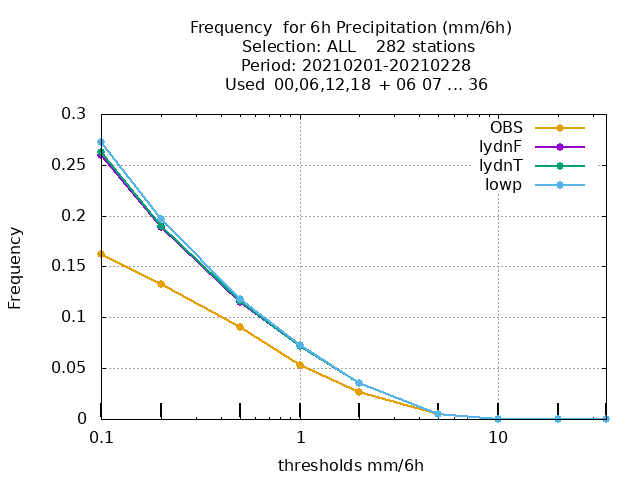 Frequency  for 6h Precipitation (mm/6h)
Selection: ALL    282 stations
Period: 20210201-20210228
Used  00,06,12,18  + 06 07 ... 36
0.3
0.25
0.2
0.15
0.1
0.05
0
Frequency
OBS
lydnF
lydnT
lowp
0.1
1
10
thresholds mm/6h